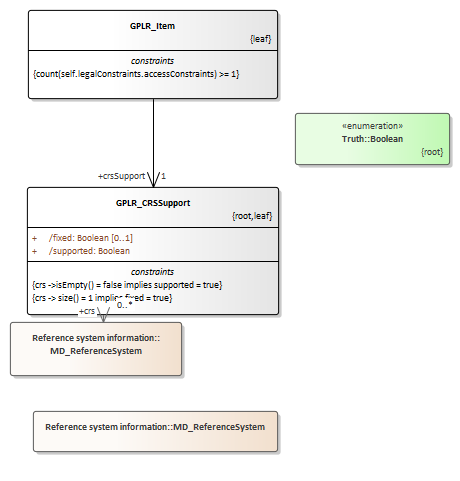 GPLR_Item
{leaf}
constraints
{count(self.legalConstraints.accessConstraints) >= 1}
«enumeration»
Truth::Boolean
{root}
+crsSupport
1
GPLR_CRSSupport
{root,leaf}
+ /fixed: Boolean [0..1]
+ /supported: Boolean
constraints
{crs ->isEmpty() = false implies supported = true}
{crs -> size() = 1 implies fixed = true}
0..*
+crs
Reference system information::
MD_ReferenceSystem
Reference system information::MD_ReferenceSystem